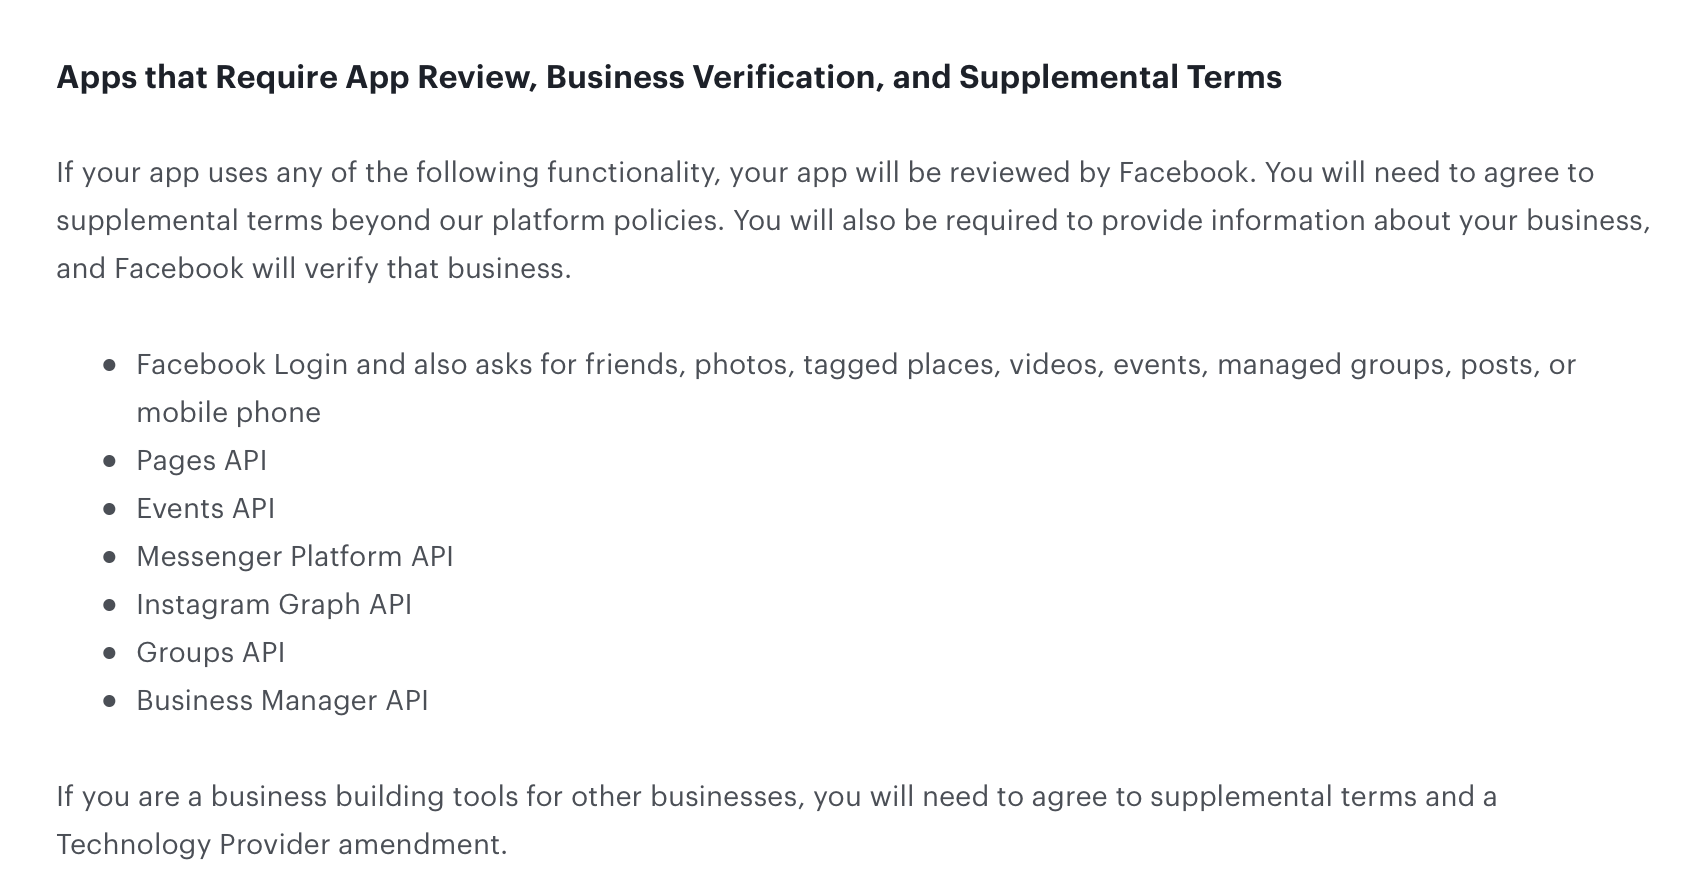 Apps that Require App Review, Business Verification, and Supplemental Terms
If your app uses any of the following functionality, your app will be reviewed by Facebook. You will need to agree to
supplemental terms beyond our platform policies. You will also be required to provide information about your business,
and Facebook will verify that business.
● Facebook Login and also asks for friends, photos, tagged places, videos, events, managed groups, posts, or
mobile phone
● Pages API
● Events API
● Messenger Platform API
● Instagram Graph API
● Groups API
● Business Manager API
If you are a business building tools for other businesses, you will need to agree to supplemental terms and a
Technology Provider amendment.